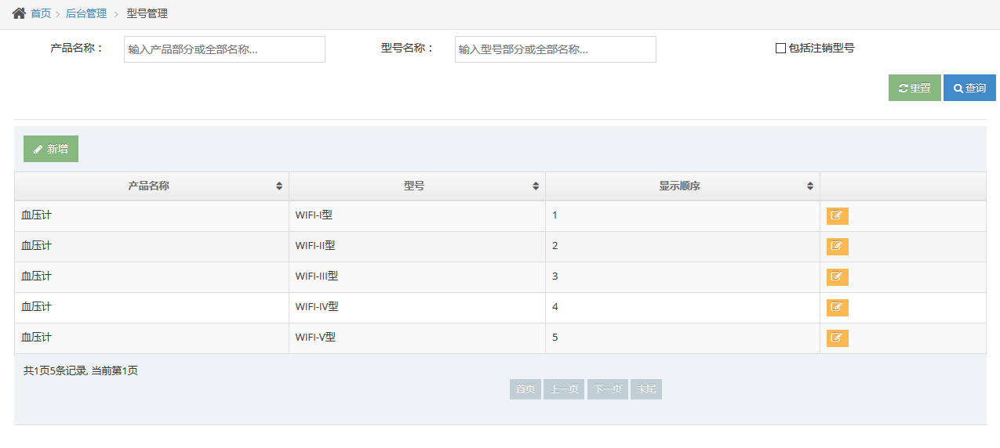 首页 后台管理 型号管理
产品名称： 输入产品部分或全部名称... 型号名称： 输入型号部分或全部名称... 包括注销型号
重置 查询
新增
产品名称 型号 显示顺序
血压计 WIFI-I型 1
血压计 WIFI-II型 2
血压计 WIFI-III型 3
血压计 WIFI-IV型 4
血压计 WIFI-V型 5
共1页5条记录, 当前第1页
首页 上一页 下一页 末尾